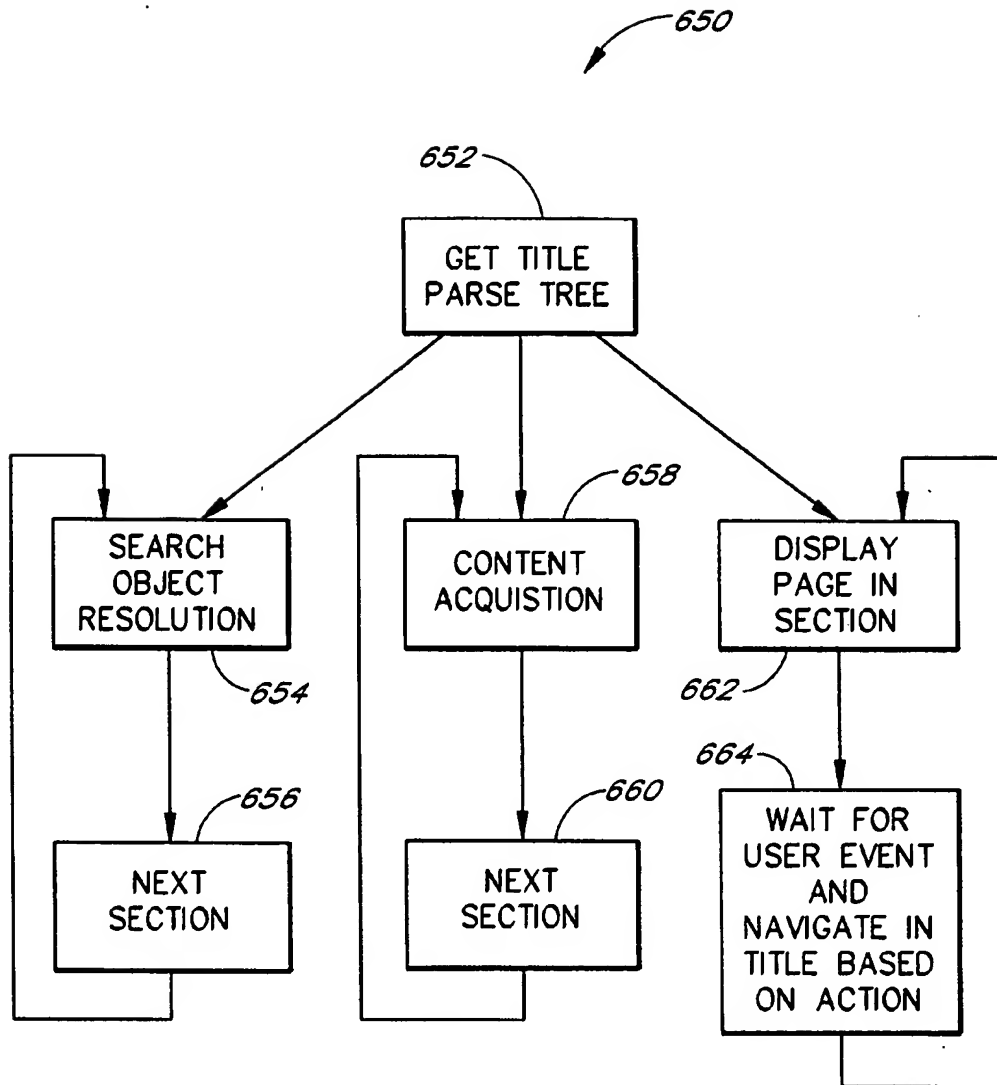 650
652
GET TITLE
PARSE TREE
658
SEARCH
OBJECT
RESOLUTION
654
CONTENT
ACQUISTION
DISPLAY
PAGE IN
SECTION
662
656
NEXT
SECTION
660
NEXT
SECTION
664
WAIT FOR
USER EVENT
AND
NAVIGATE IN
TITLE BASED
ON ACTION